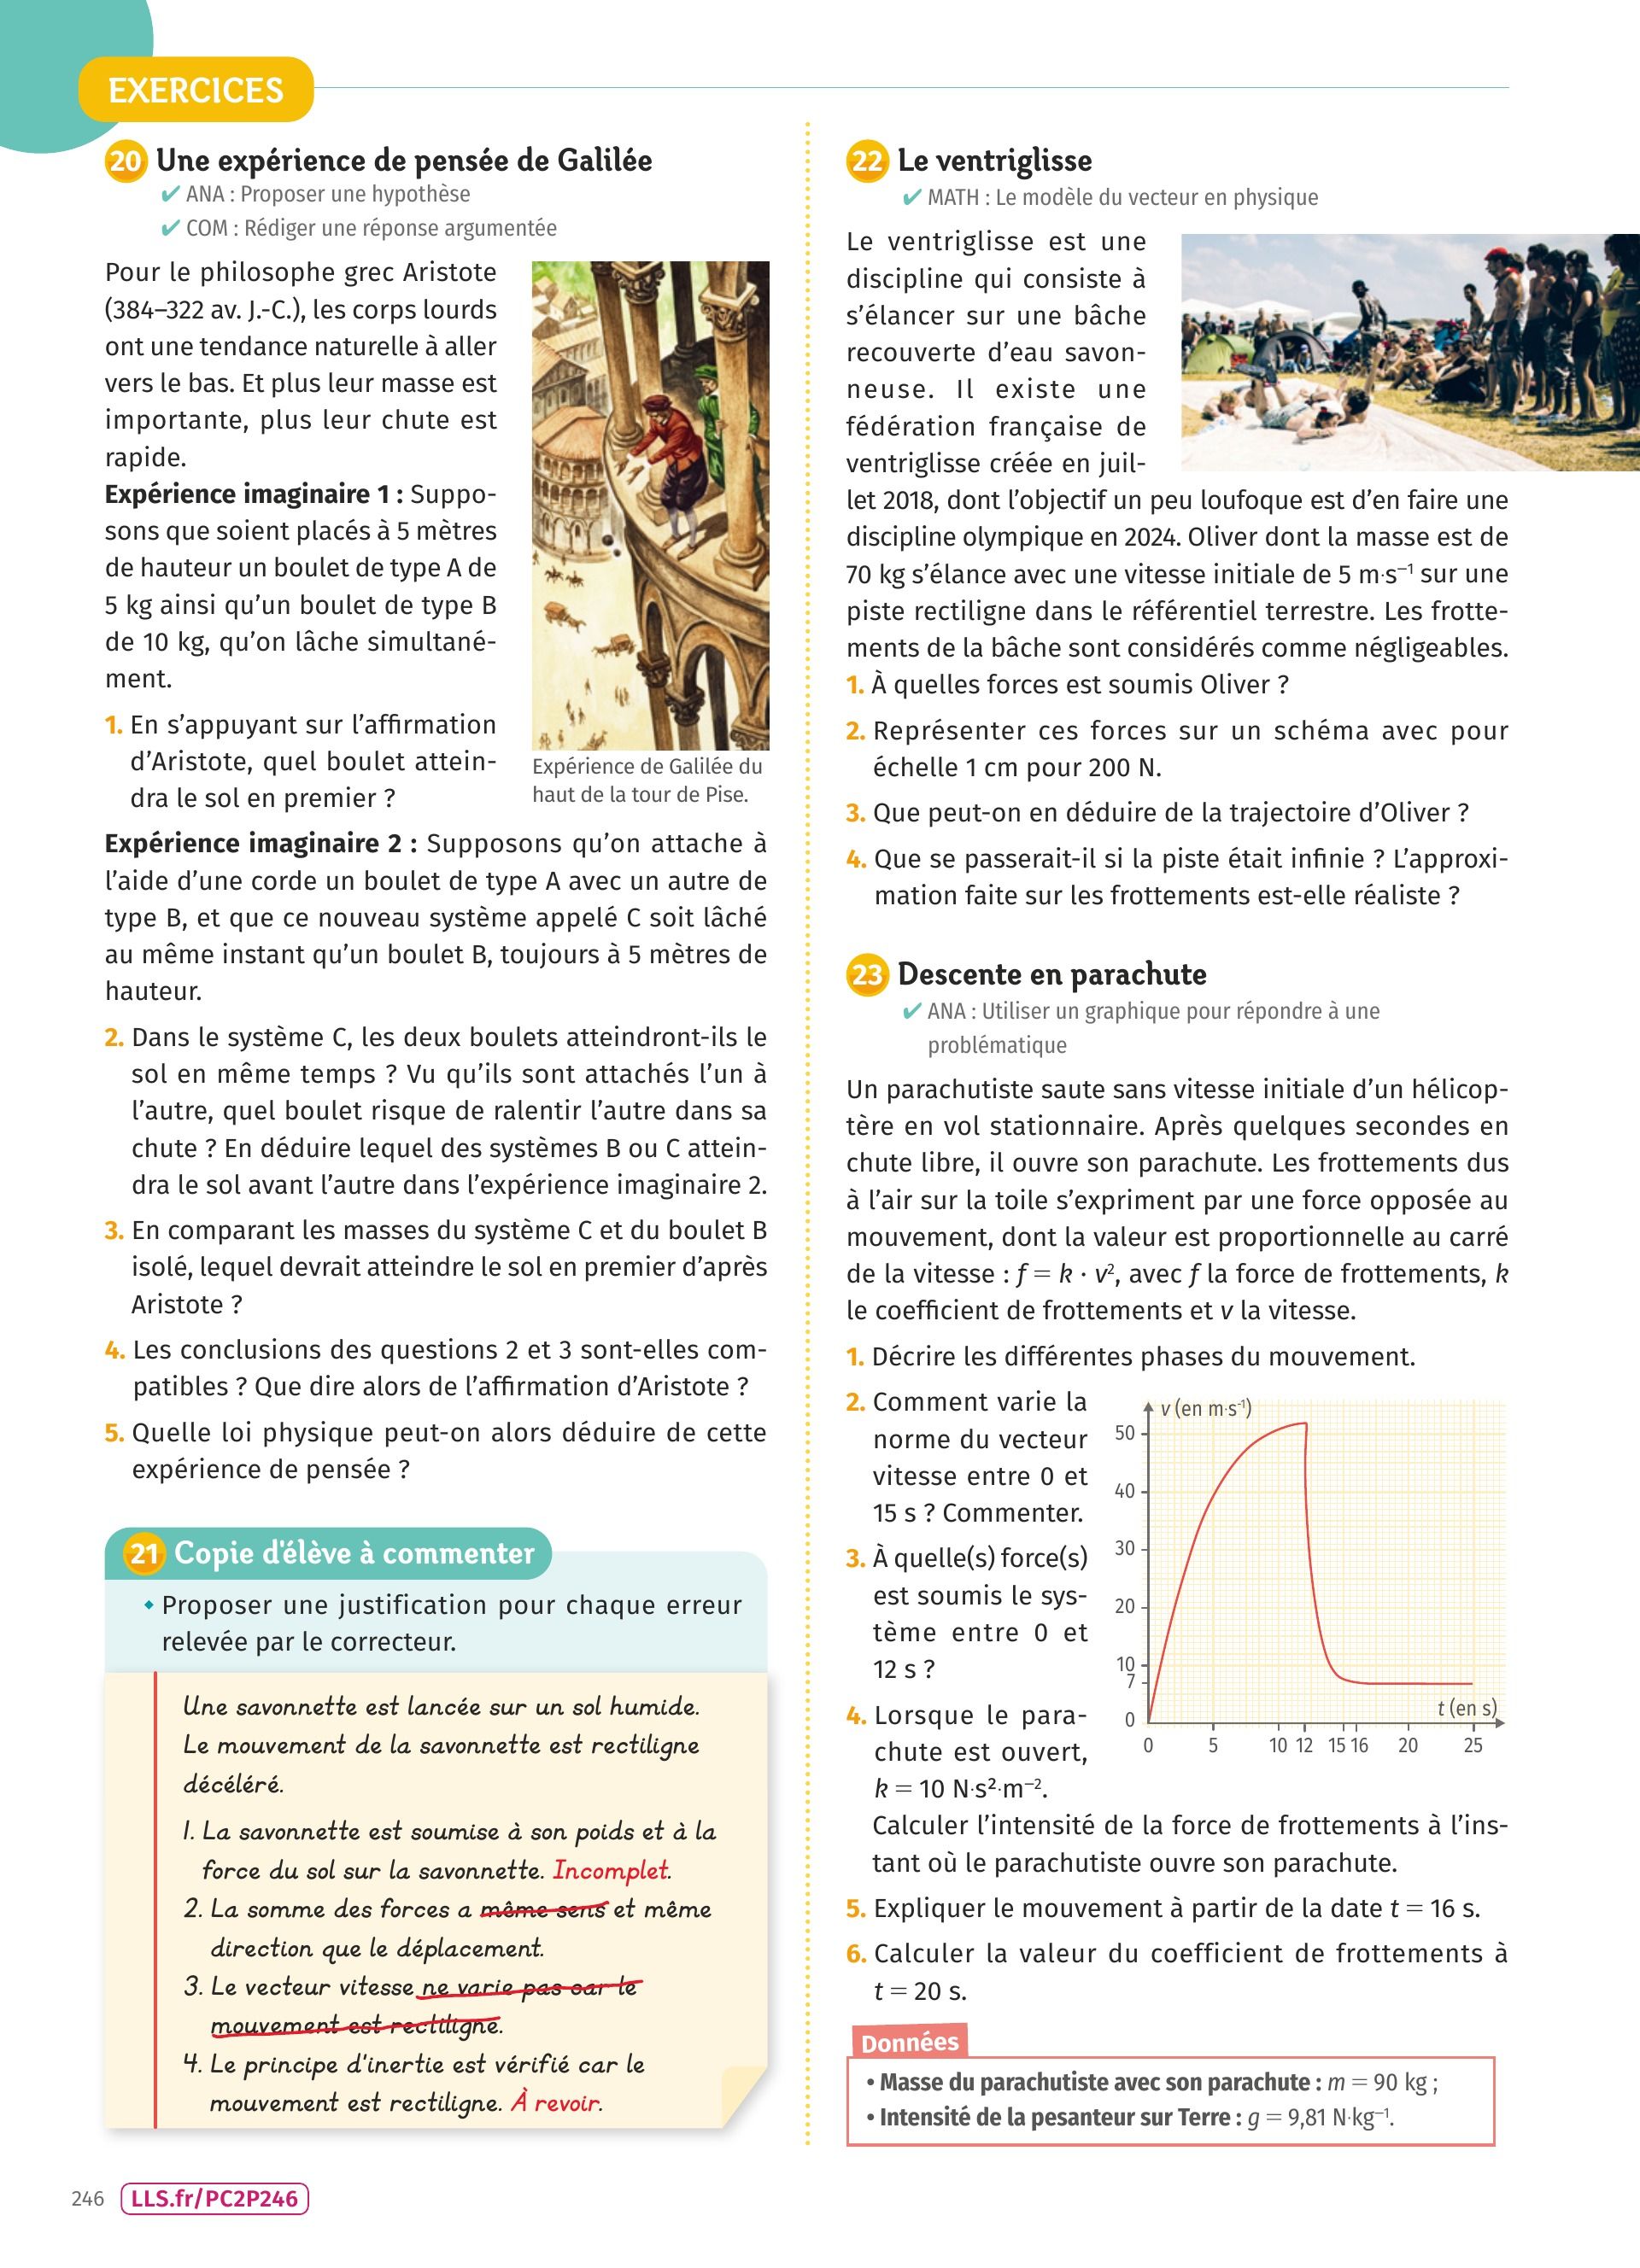 EXERCICES
20 Une expérience de pensée de Galilée
✔ ANA : Proposer une hypothèse
✔ COM : Rédiger une réponse argumentée
Pour le philosophe grec Aristote
(384–322 av. J.-C.), les corps lourds
ont une tendance naturelle à aller
vers le bas. Et plus leur masse est
importante, plus leur chute est
rapide.
Expérience imaginaire 1 : Suppo-
sons que soient placés à 5 mètres
de hauteur un boulet de type A de
5 kg ainsi qu’un boulet de type B
de 10 kg, qu’on lâche simultané-
ment.
1. En s’appuyant sur l’affirmation
d’Aristote, quel boulet attein-
dra le sol en premier ?
Expérience de Galilée du
haut de la tour de Pise.
Expérience imaginaire 2 : Supposons qu’on attache à
l’aide d’une corde un boulet de type A avec un autre de
type B, et que ce nouveau système appelé C soit lâché
au même instant qu’un boulet B, toujours à 5 mètres de
hauteur.
2. Dans le système C, les deux boulets atteindront-ils le
sol en même temps ? Vu qu’ils sont attachés l’un à
l’autre, quel boulet risque de ralentir l’autre dans sa
chute ? En déduire lequel des systèmes B ou C attein-
dra le sol avant l’autre dans l’expérience imaginaire 2.
3. En comparant les masses du système C et du boulet B
isolé, lequel devrait atteindre le sol en premier d’après
Aristote ?
4. Les conclusions des questions 2 et 3 sont-elles com-
patibles ? Que dire alors de l’affirmation d’Aristote ?
5. Quelle loi physique peut-on alors déduire de cette
expérience de pensée ?
21 Copie d'élève à commenter
Proposer une justification pour chaque erreur
relevée par le correcteur.
Une savonnette est lancée sur un sol humide.
Le mouvement de la savonnette est rectiligne
décéléré.
1. La savonnette est soumise à son poids et à la
force du sol sur la savonnette. Incomplet.
2. La somme des forces a même sens et même
direction que le déplacement.
3. Le vecteur vitesse ne varie pas car le
mouvement est rectiligne.
4. Le principe d'inertie est vérifié car le
mouvement est rectiligne. À revoir.
22 Le ventriglisse
✔ MATH : Le modèle du vecteur en physique
Le ventriglisse est une
discipline qui consiste à
s’élancer sur une bâche
recouverte d’eau savon-
neuse. Il existe une
fédération française de
ventriglisse créée en juil-
let 2018, dont l’objectif un peu loufoque est d’en faire une
discipline olympique en 2024. Oliver dont la masse est de
70 kg s’élance avec une vitesse initiale de 5 m·s⁻¹ sur une
piste rectiligne dans le référentiel terrestre. Les frotte-
ments de la bâche sont considérés comme négligeables.
1. À quelles forces est soumis Oliver ?
2. Représenter ces forces sur un schéma avec pour
échelle 1 cm pour 200 N.
3. Que peut-on en déduire de la trajectoire d’Oliver ?
4. Que se passerait-il si la piste était infinie ? L’approxi-
mation faite sur les frottements est-elle réaliste ?
23 Descente en parachute
✔ ANA : Utiliser un graphique pour répondre à une
problématique
Un parachutiste saute sans vitesse initiale d’un hélicop-
tère en vol stationnaire. Après quelques secondes en
chute libre, il ouvre son parachute. Les frottements dus
à l’air sur la toile s’expriment par une force opposée au
mouvement, dont la valeur est proportionnelle au carré
de la vitesse : f = k · v², avec f la force de frottements, k
le coefficient de frottements et v la vitesse.
1. Décrire les différentes phases du mouvement.
2. Comment varie la
norme du vecteur
vitesse entre 0 et
15 s ? Commenter.
3. À quelle(s) force(s)
est soumis le sys-
tème entre 0 et
12 s ?
4. Lorsque le para-
chute est ouvert,
k = 10 N·s²·m⁻².
Calculer l’intensité de la force de frottements à l’ins-
tant où le parachutiste ouvre son parachute.
v (en m·s⁻¹)
50
40
30
20
10
7
0
t (en s)
0 5 10 12 15 16 20 25
5. Expliquer le mouvement à partir de la date t = 16 s.
6. Calculer la valeur du coefficient de frottements à
t = 20 s.
Données
• Masse du parachutiste avec son parachute : m = 90 kg ;
• Intensité de la pesanteur sur Terre : g = 9,81 N·kg⁻¹.
246 LLS.fr/PC2P246